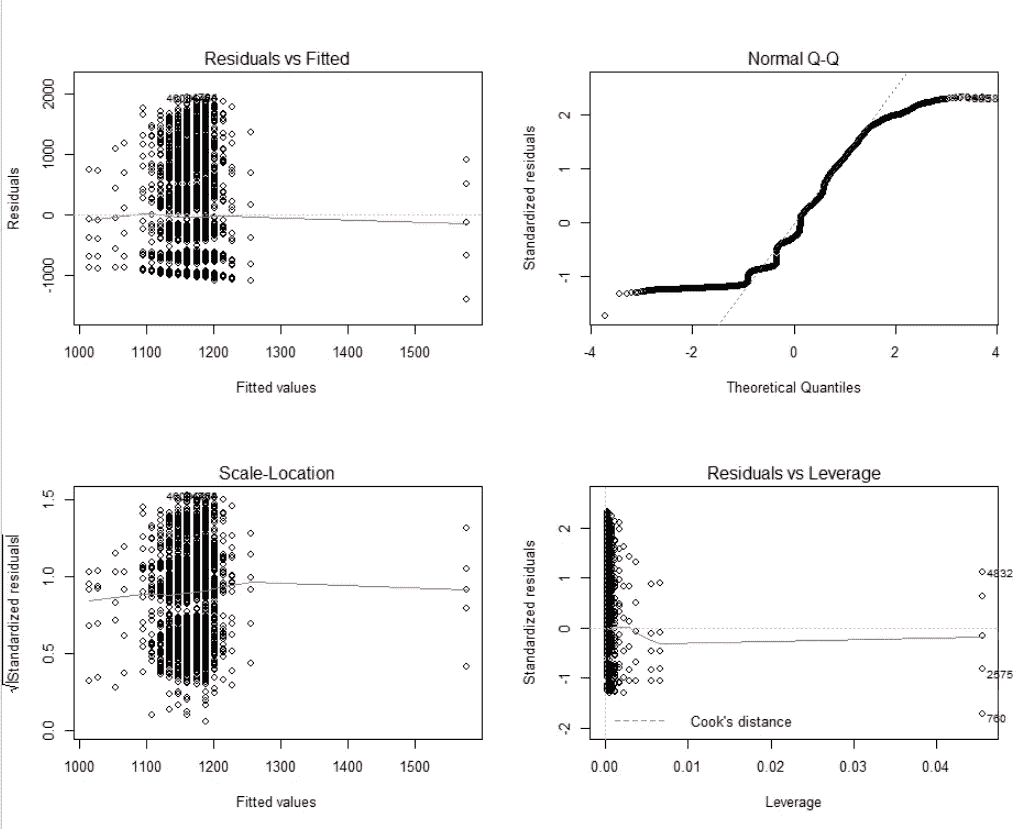 Residuals vs Fitted
Residuals
2000
1000
0
-1000
1000 1100 1200 1300 1400 1500
Fitted values
Normal Q-Q
Standardized residuals
2
1
0
-1
-4 -2 0 2 4
Theoretical Quantiles
Scale-Location
√|Standardized residuals|
1.5
1.0
0.5
0.0
1000 1100 1200 1300 1400 1500
Fitted values
Residuals vs Leverage
Standardized residuals
2
1
0
-1
-2
4832
2575
760
Cook's distance
0.00 0.01 0.02 0.03 0.04
Leverage